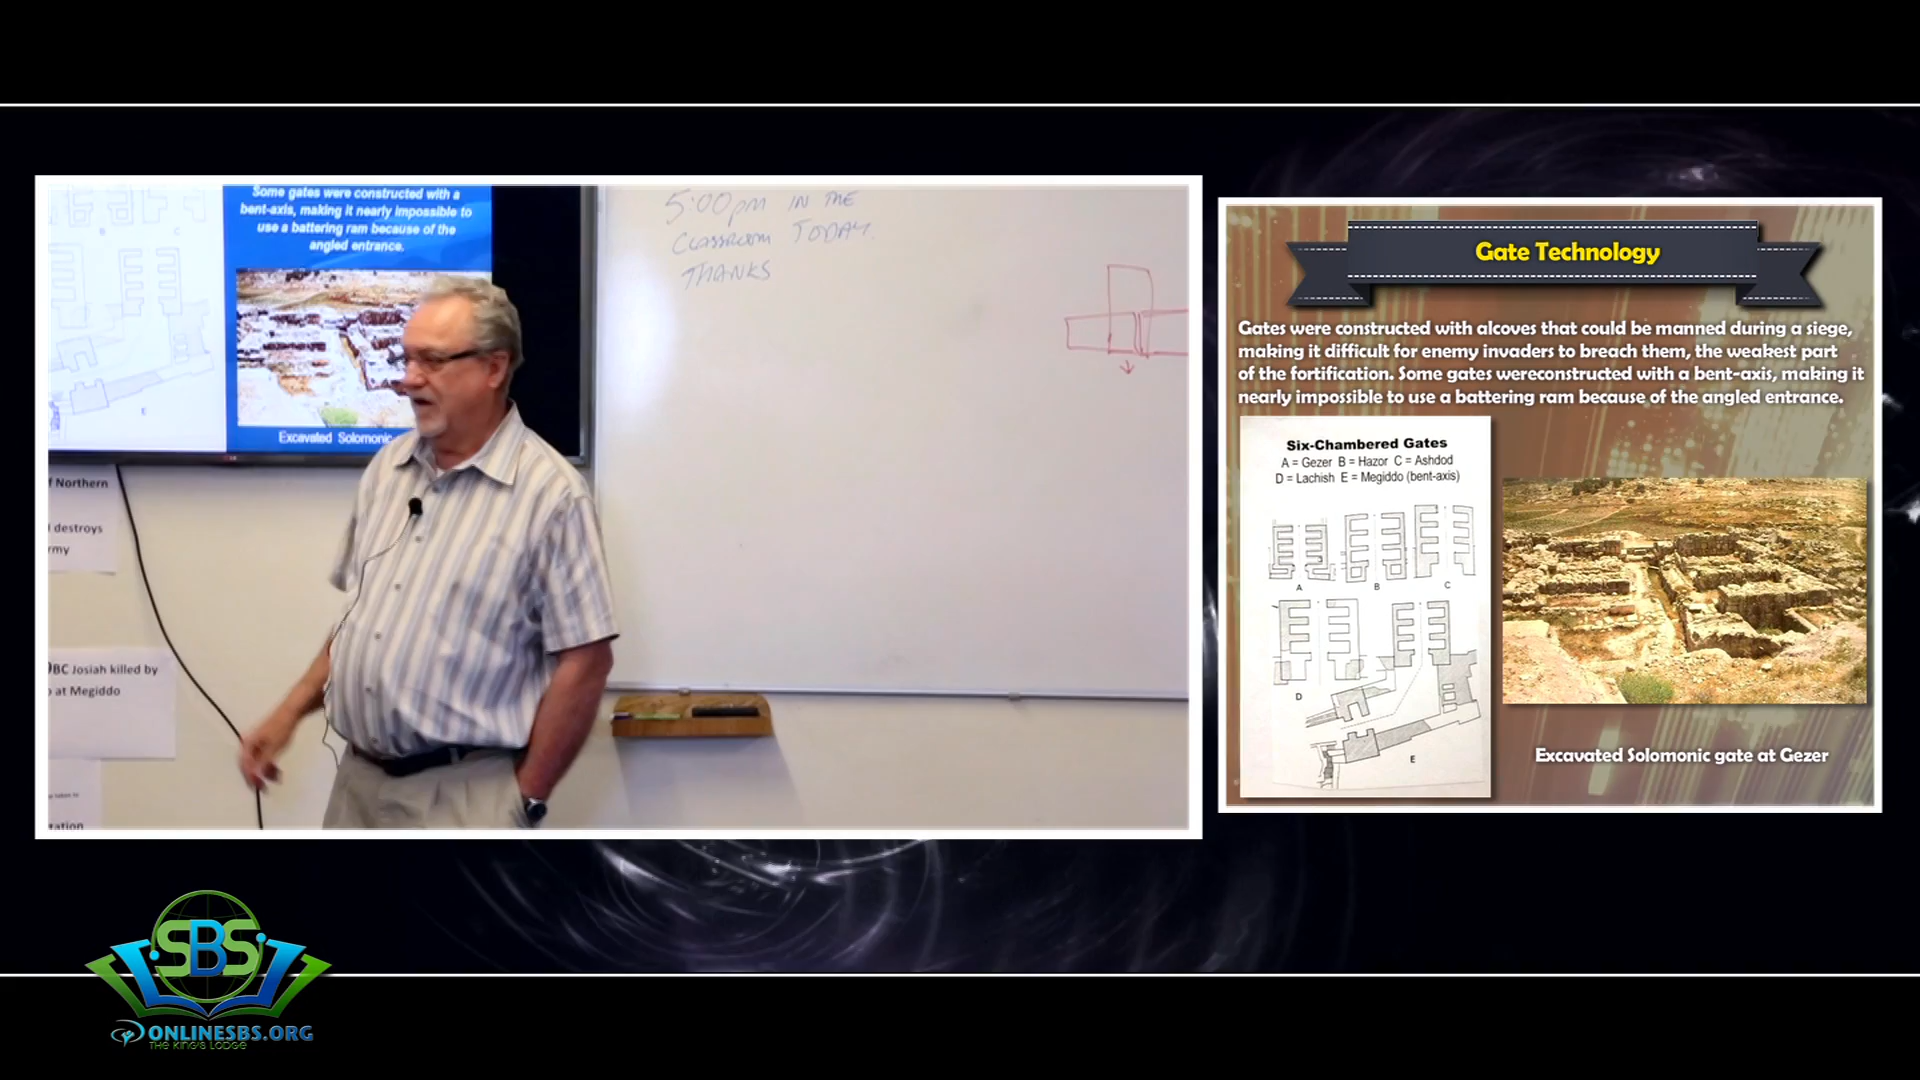 Some gates were constructed with a
bent-axis, making it nearly impossible to
use a battering ram because of the
angled entrance.
Excavated Solomonic
B
C
E
5:00pm IN THE
CLASSROOM TODAY.
THANKS
Northern
destroys
BC Josiah killed by
at Megiddo
Gate Technology
Gates were constructed with alcoves that could be manned during a siege,
making it difficult for enemy invaders to breach them, the weakest part
of the fortification. Some gates wereconstructed with a bent-axis, making it
nearly impossible to use a battering ram because of the angled entrance.
Six-Chambered Gates
A = Gezer B = Hazor C = Ashdod
D = Lachish E = Megiddo (bent-axis)
A
B
C
D
E
Excavated Solomonic gate at Gezer
SBS
ONLINESBS.ORG
THE KING'S LODGE